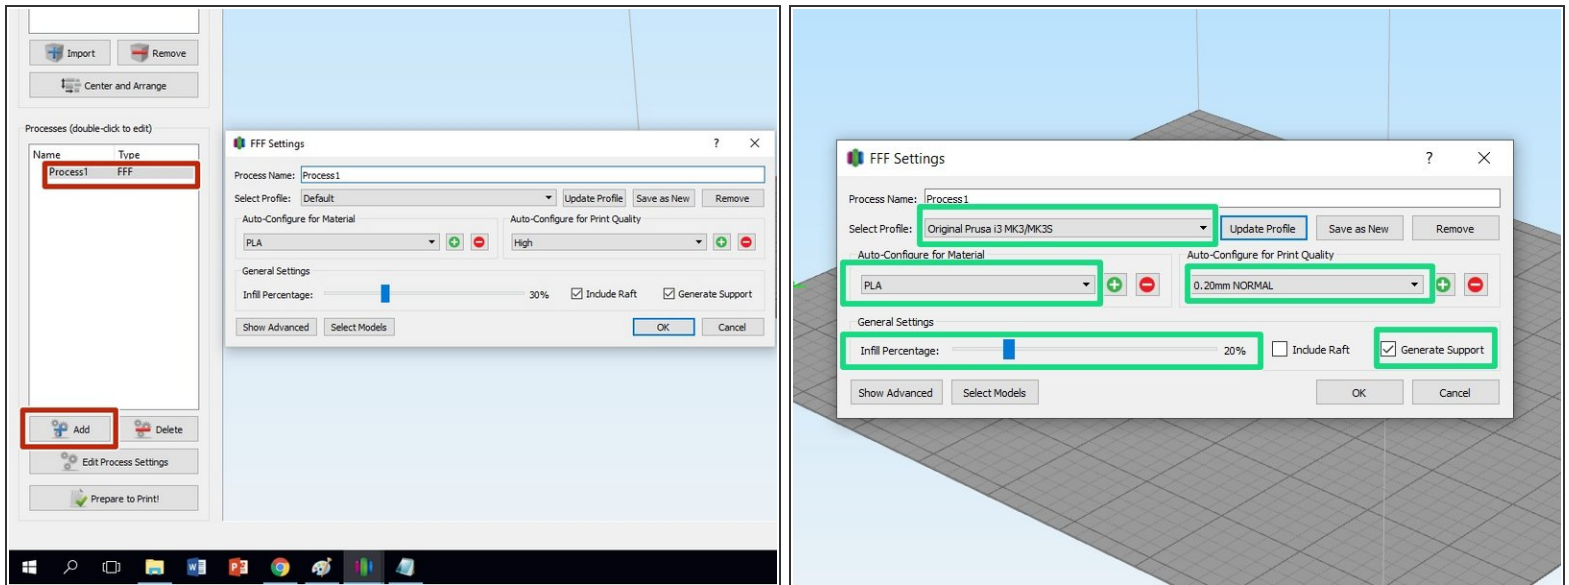 Import Remove
Center and Arrange
Processes (double-click to edit)
Name Type
Process1 FFF
Add Delete
Edit Process Settings
Prepare to Print!
FFF Settings ? ×
Process Name: Process1
Select Profile: Default Update Profile Save as New Remove
Auto-Configure for Material Auto-Configure for Print Quality
PLA High
General Settings
Infill Percentage: 30% Include Raft Generate Support
Show Advanced Select Models OK Cancel
FFF Settings ? ×
Process Name: Process1
Select Profile: Original Prusa i3 MK3/MK3S Update Profile Save as New Remove
Auto-Configure for Material Auto-Configure for Print Quality
PLA 0.20mm NORMAL
General Settings
Infill Percentage: 20% Include Raft Generate Support
Show Advanced Select Models OK Cancel